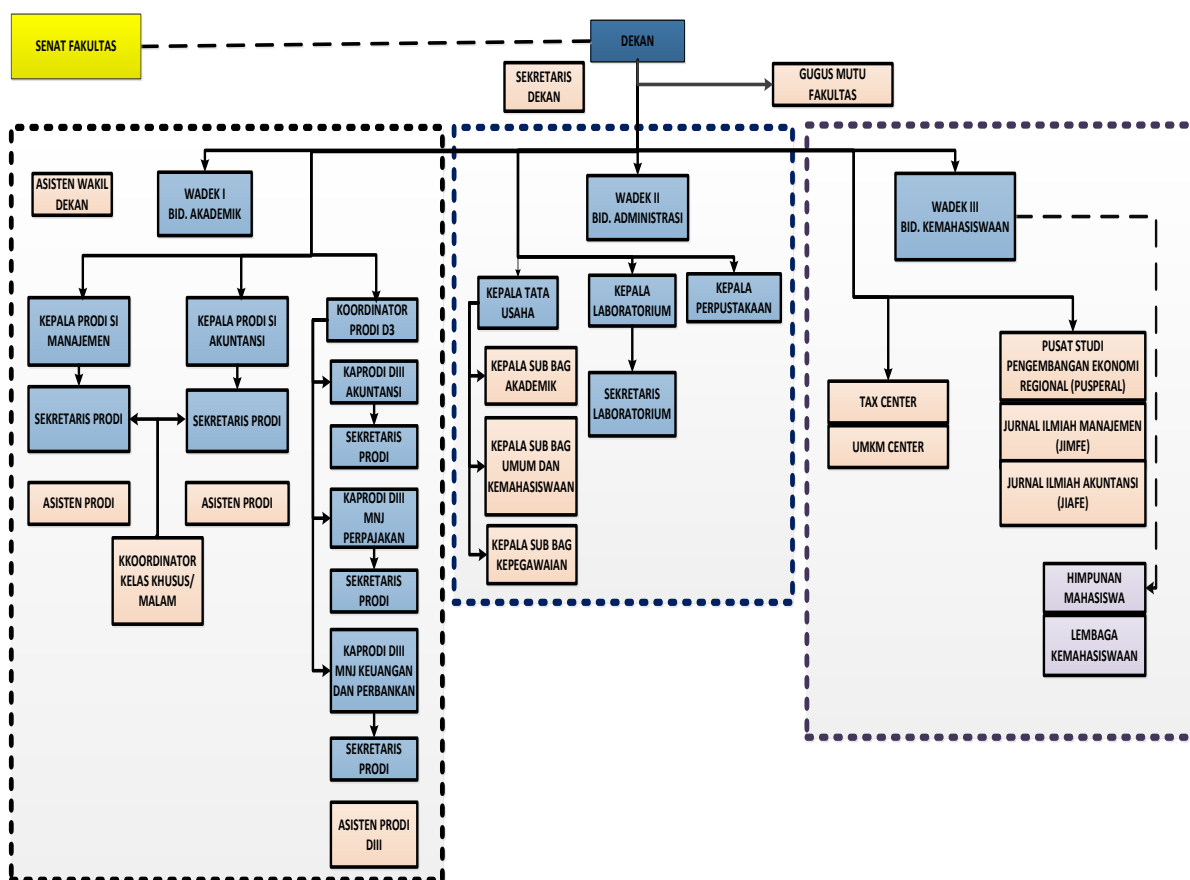 SENAT FAKULTAS
DEKAN
SEKRETARIS
DEKAN
GUGUS MUTU
FAKULTAS
ASISTEN WAKIL
DEKAN
WADEK I
BID. AKADEMIK
KEPALA PRODI SI
MANAJEMEN
KEPALA PRODI SI
AKUNTANSI
KOORDINATOR
PRODI D3
SEKRETARIS PRODI
SEKRETARIS PRODI
KAPRODI DIII
AKUNTANSI
SEKRETARIS
PRODI
ASISTEN PRODI
ASISTEN PRODI
KAPRODI DIII
MNJ
PERPAJAKAN
KKOORDINATOR
KELAS KHUSUS/
MALAM
SEKRETARIS
PRODI
KAPRODI DIII
MNJ KEUANGAN
DAN PERBANKAN
SEKRETARIS
PRODI
ASISTEN PRODI
DIII
WADEK II
BID. ADMINISTRASI
KEPALA TATA
USAHA
KEPALA
LABORATORIUM
KEPALA
PERPUSTAKAAN
KEPALA SUB BAG
AKADEMIK
SEKRETARIS
LABORATORIUM
KEPALA SUB BAG
UMUM DAN
KEMAHASISWAAN
KEPALA SUB BAG
KEPEGAWAIAN
WADEK III
BID. KEMAHASISWAAN
TAX CENTER
UMKM CENTER
PUSAT STUDI
PENGEMBANGAN EKONOMI
REGIONAL (PUSPERAL)
JURNAL ILMIAH MANAJEMEN
(JIMFE)
JURNAL ILMIAH AKUNTANSI
(JIAFE)
HIMPUNAN
MAHASISWA
LEMBAGA
KEMAHASISWAAN